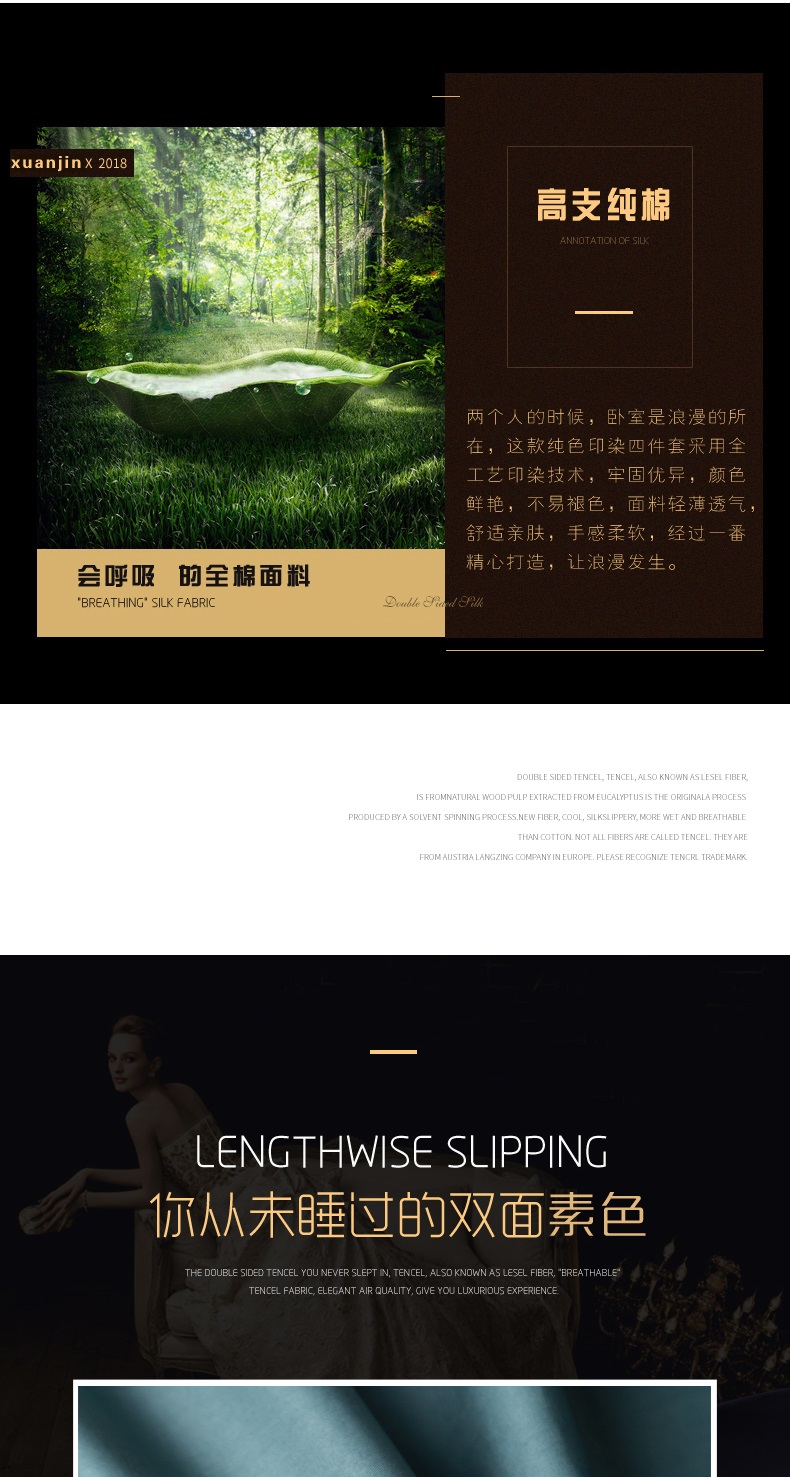 xuanjin X 2018
高支纯棉
ANNOTATION OF SILK
两个人的时候，卧室是浪漫的所
在，这款纯色印染四件套采用全
工艺印染技术，牢固优异，颜色
鲜艳，不易褪色，面料轻薄透气，
舒适亲肤，手感柔软，经过一番
精心打造，让浪漫发生。
会呼吸 的全棉面料
"BREATHING" SILK FABRIC
Double Sided Silk
DOUBLE SIDED TENCEL, TENCEL, ALSO KNOWN AS LESEL FIBER,
IS FROMNATURAL WOOD PULP EXTRACTED FROM EUCALYPTUS IS THE ORIGINALA PROCESS
PRODUCED BY A SOLVENT SPINNING PROCESS.NEW FIBER, COOL, SILKSLIPPERY, MORE WET AND BREATHABLE
THAN COTTON. NOT ALL FIBERS ARE CALLED TENCEL. THEY ARE
FROM AUSTRIA LANGZING COMPANY IN EUROPE. PLEASE RECOGNIZE TENCRL TRADEMARK.
LENGTHWISE SLIPPING
你从未睡过的双面素色
THE DOUBLE SIDED TENCEL YOU NEVER SLEPT IN, TENCEL, ALSO KNOWN AS LESEL FIBER, "BREATHABLE"
TENCEL FABRIC, ELEGANT AIR QUALITY, GIVE YOU LUXURIOUS EXPERIENCE.